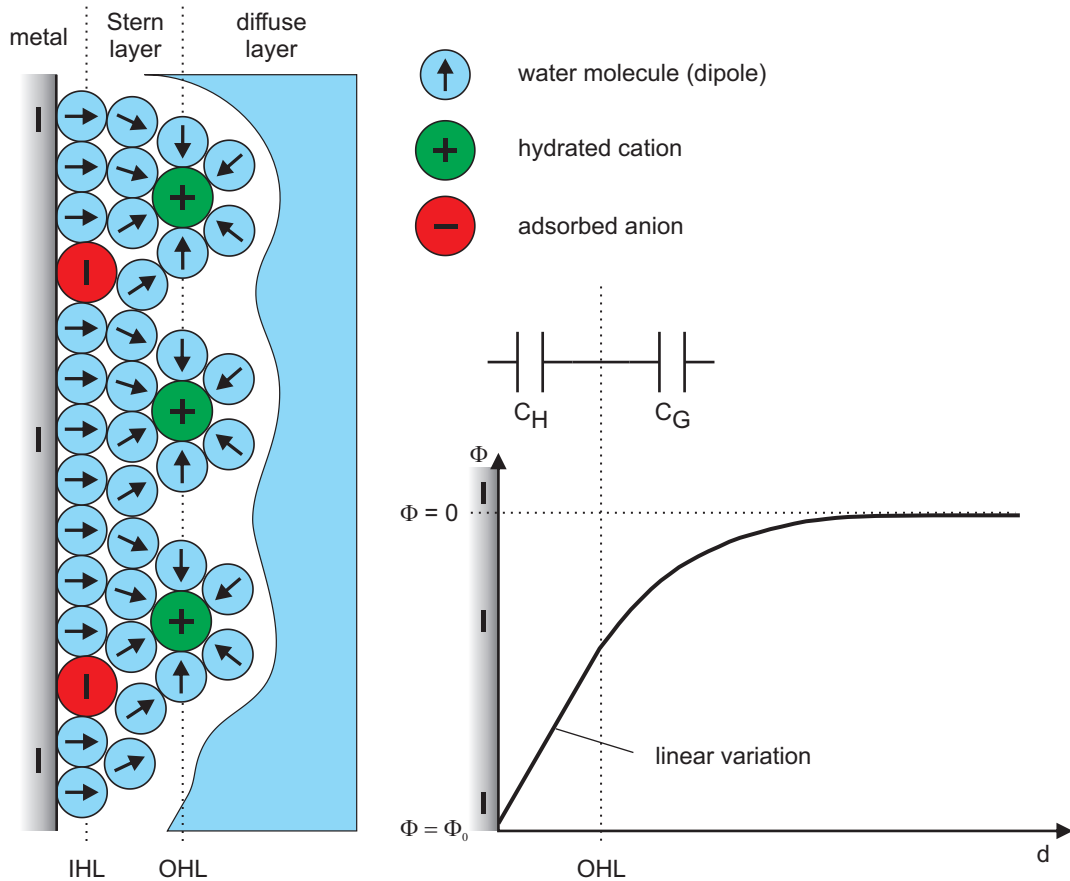 metal
Stern
layer
diffuse
layer
water molecule (dipole)
hydrated cation
adsorbed anion
C_H
C_G
Φ
Φ = 0
linear variation
Φ = Φ₀
d
IHL
OHL
OHL